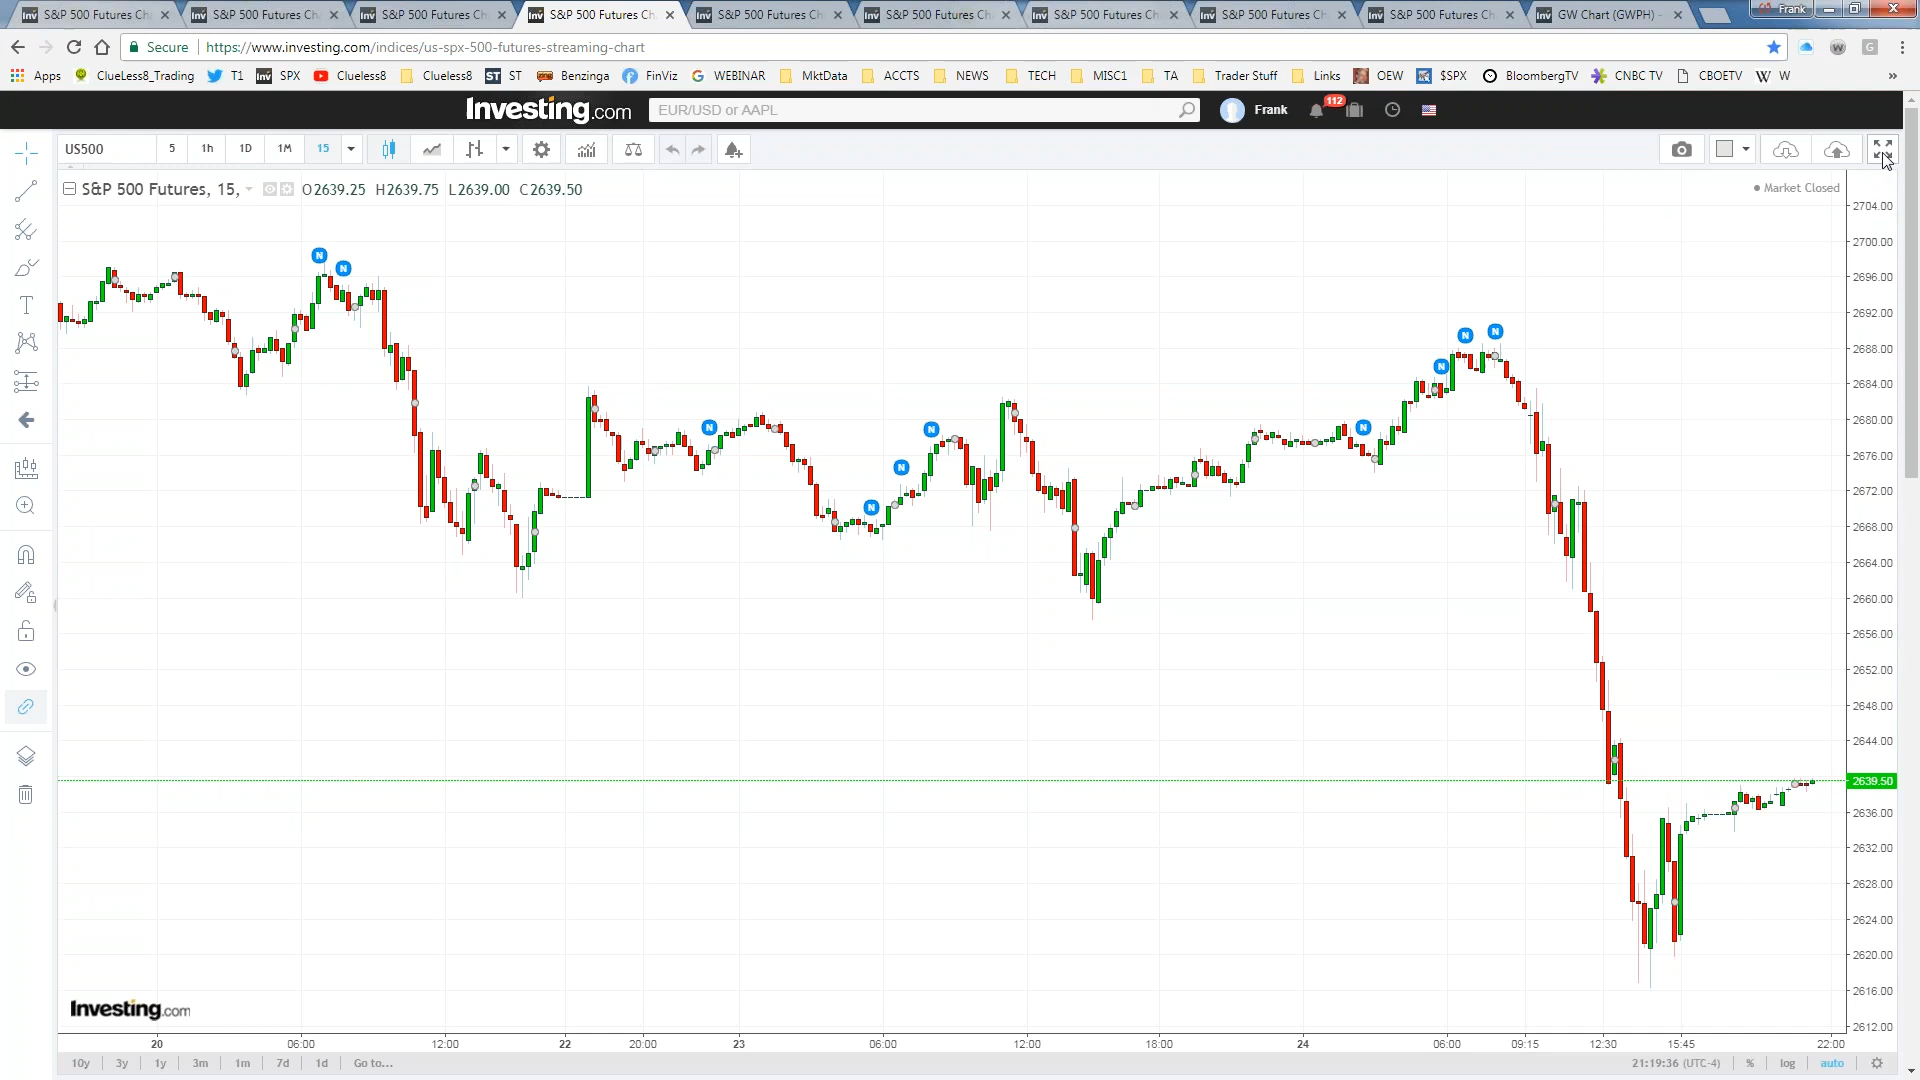 S&P 500 Futures Ch S&P 500 Futures Ch S&P 500 Futures Ch S&P 500 Futures Ch S&P 500 Futures Ch S&P 500 Futures Ch S&P 500 Futures Ch S&P 500 Futures Ch S&P 500 Futures Ch GW Chart (GWPH) - Frank
Secure https://www.investing.com/indices/us-spx-500-futures-streaming-chart
Apps ClueLess8_Trading T1 SPX Clueless8 Clueless8 ST ST Benzinga FinViz WEBINAR MktData ACCTS NEWS TECH MISC1 TA Trader Stuff Links OEW $SPX BloombergTV CNBC TV CBOETV W W »
Investing.com EUR/USD or AAPL Frank 112
US500 5 1h 1D 1M 15
S&P 500 Futures, 15, O2639.25 H2639.75 L2639.00 C2639.50
Market Closed
2704.00
2700.00
2696.00
2692.00
2688.00
2684.00
2680.00
2676.00
2672.00
2668.00
2664.00
2660.00
2656.00
2652.00
2648.00
2644.00
2639.50
2636.00
2632.00
2628.00
2624.00
2620.00
2616.00
2612.00
N N N N N N N N N N
Investing.com
20 06:00 12:00 22 20:00 23 06:00 12:00 18:00 24 06:00 09:15 12:30 15:45 22:00
10y 3y 1y 3m 1m 7d 1d Go to... 21:19:36 (UTC-4) % log auto